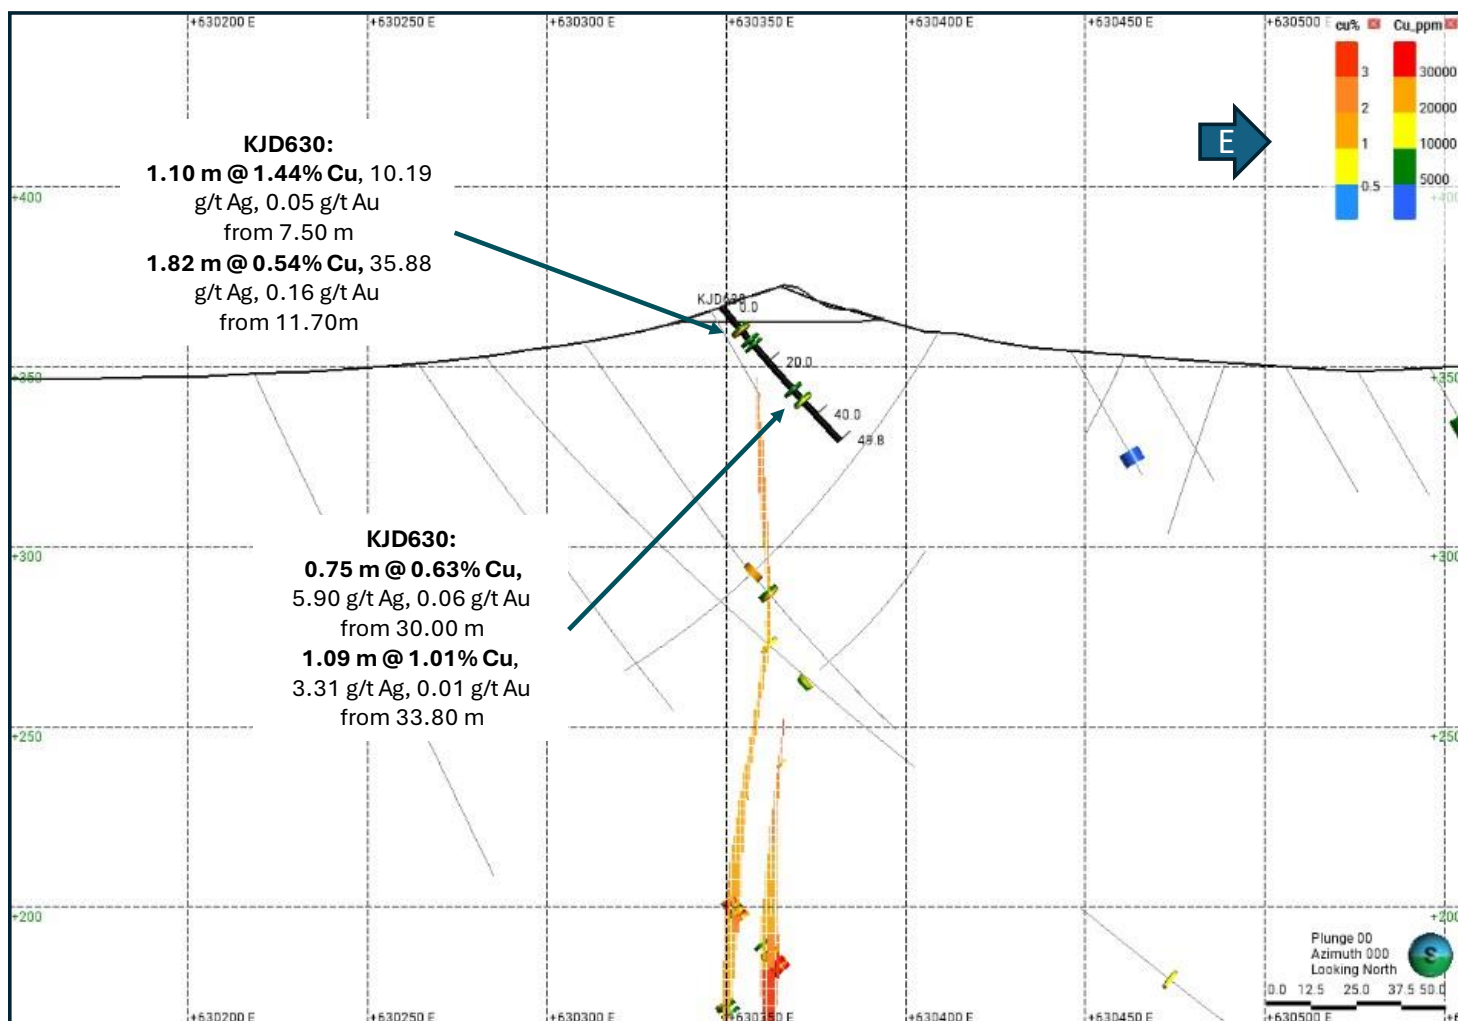 +630200 E
+630250 E
+630300 E
+630350 E
+630400 E
+630450 E
+630500 E
cu%
Cu_ppm
3
2
1
0.5
30000
20000
10000
5000
E
KJD630:
1.10 m @ 1.44% Cu, 10.19
g/t Ag, 0.05 g/t Au
from 7.50 m
1.82 m @ 0.54% Cu, 35.88
g/t Ag, 0.16 g/t Au
from 11.70m
+400
+400
KJD630
0.0
20.0
40.0
49.8
+350
+350
KJD630:
0.75 m @ 0.63% Cu,
5.90 g/t Ag, 0.06 g/t Au
from 30.00 m
1.09 m @ 1.01% Cu,
3.31 g/t Ag, 0.01 g/t Au
from 33.80 m
+300
+300
+250
+250
+200
+200
Plunge 00
Azimuth 000
Looking North
S
0.0 12.5 25.0 37.5 50.0
+630200 E
+630250 E
+630300 E
+630350 E
+630400 E
+630450 E
+630500 E